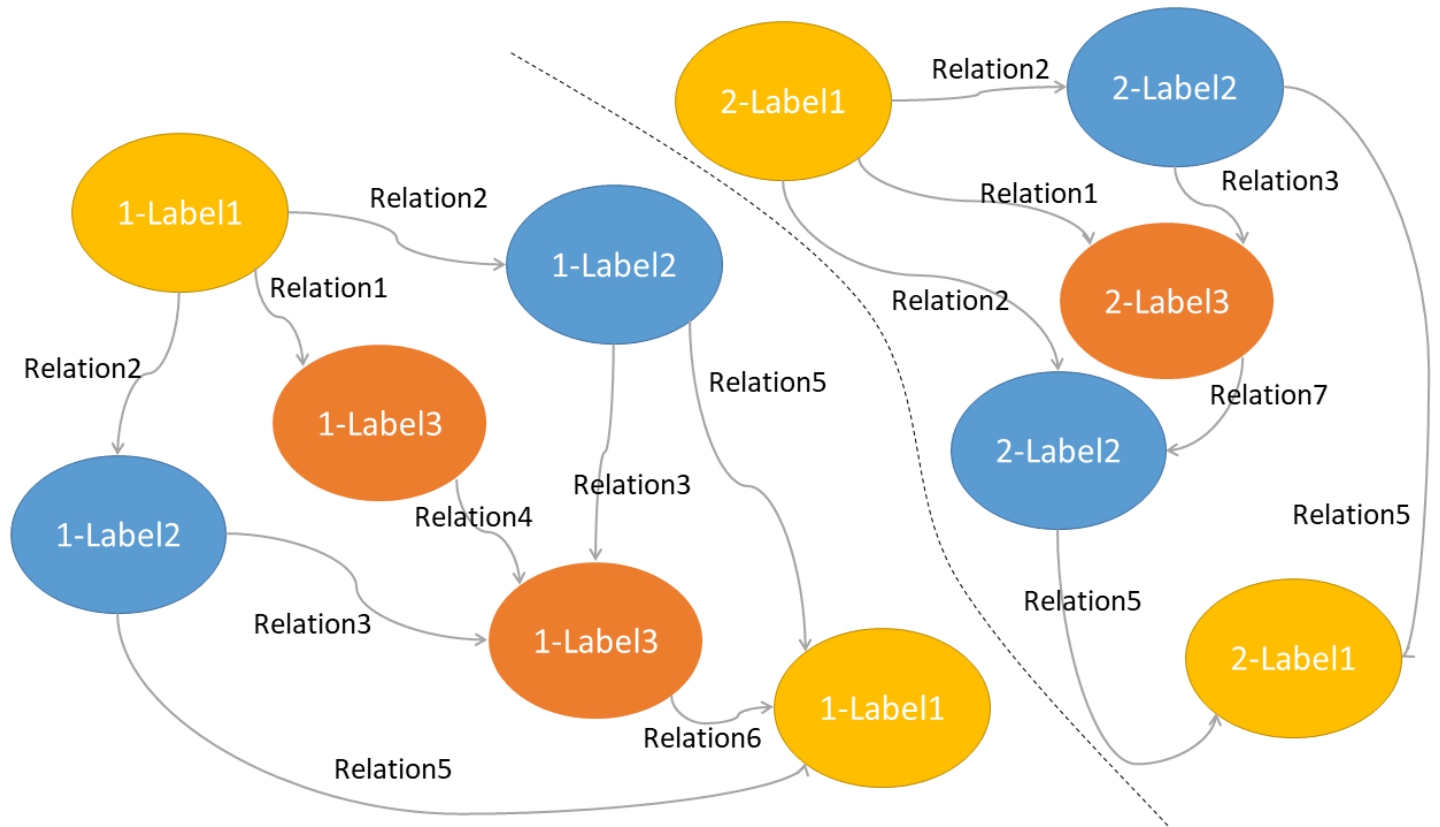 2-Label1
Relation2
2-Label2
Relation1
Relation3
Relation2
2-Label3
Relation7
2-Label2
Relation5
Relation5
2-Label1
1-Label1
Relation2
1-Label2
Relation1
Relation2
Relation5
1-Label3
Relation3
Relation4
1-Label2
Relation3
1-Label3
Relation6
1-Label1
Relation5